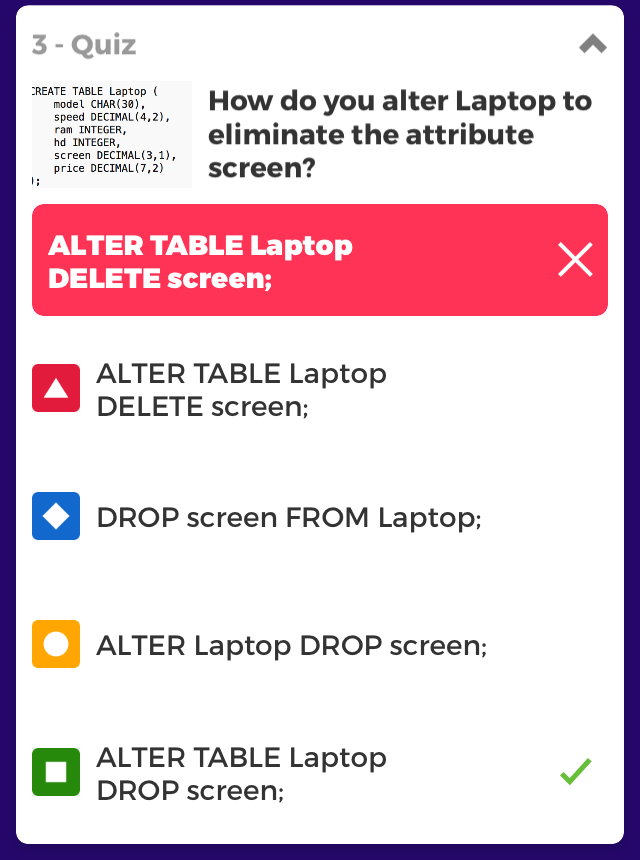 3 - Quiz
CREATE TABLE Laptop (
model CHAR(30),
speed DECIMAL(4,2),
ram INTEGER,
hd INTEGER,
screen DECIMAL(3,1),
price DECIMAL(7,2)
);
How do you alter Laptop to
eliminate the attribute
screen?
ALTER TABLE Laptop
DELETE screen;
ALTER TABLE Laptop
DELETE screen;
DROP screen FROM Laptop;
ALTER Laptop DROP screen;
ALTER TABLE Laptop
DROP screen;